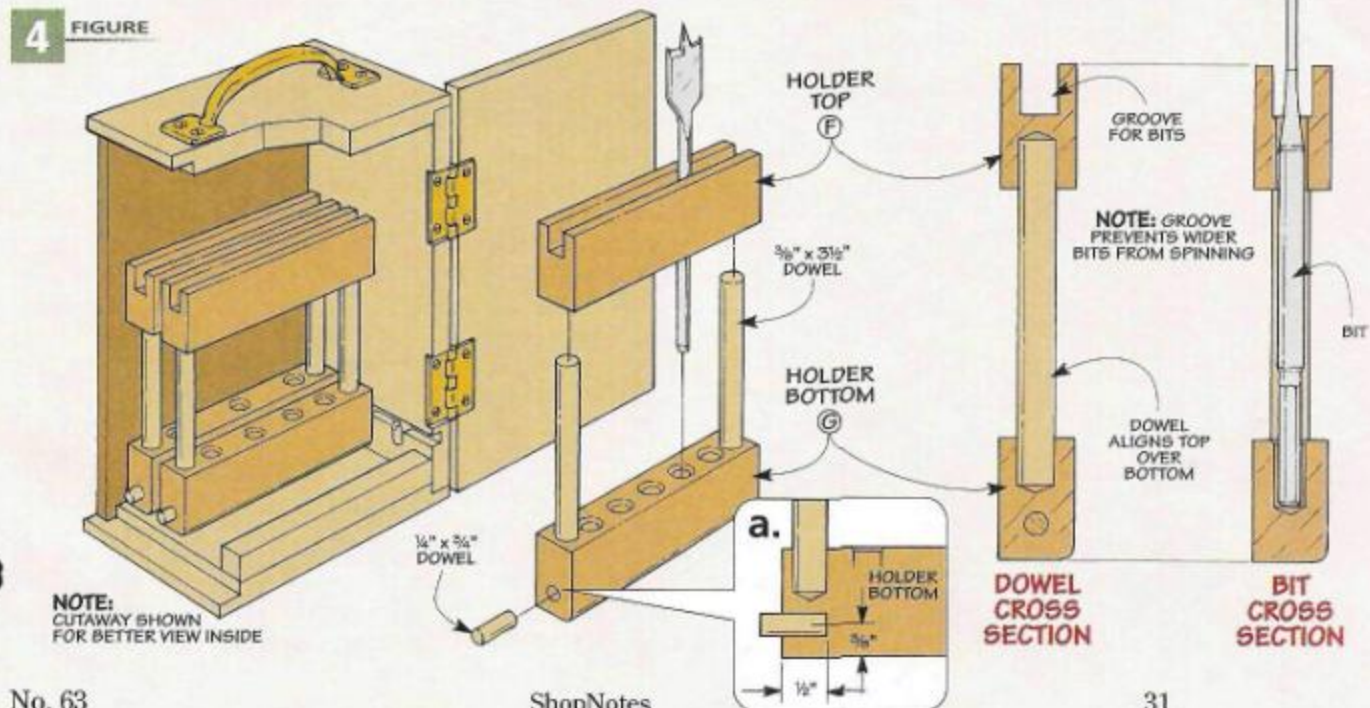 4 FIGURE
HOLDER
TOP
F
GROOVE
FOR BITS
NOTE: GROOVE
PREVENTS WIDER
BITS FROM SPINNING
3/8" x 3½"
DOWEL
BIT
HOLDER
BOTTOM
G
DOWEL
ALIGNS TOP
OVER
BOTTOM
¼" x ¾"
DOWEL
a.
HOLDER
BOTTOM
3/8"
½"
NOTE:
CUTAWAY SHOWN
FOR BETTER VIEW INSIDE
DOWEL
CROSS
SECTION
BIT
CROSS
SECTION
No. 63
ShopNotes
31